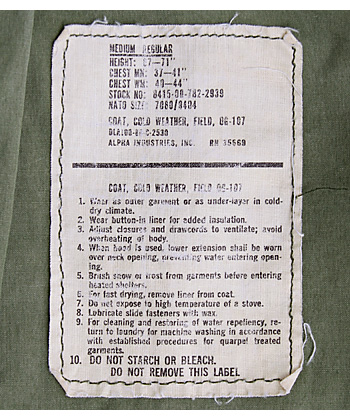 MEDIUM REGULAR
HEIGHT: 67—71"
CHEST MN: 37—41"
CHEST WM: 40—44"
STOCK NO: 8415-00-782-2939
NATO SIZE: 7080/9404
COAT, COLD WEATHER, FIELD, OG-107
ALPHA INDUSTRIES, INC. RN 35569
COAT, COLD WEATHER, FIELD OG-107
1. Wear as outer garment or as under-layer in cold-
dry climate.
2. Wear button-in liner for added insulation.
3. Adjust closures and drawcords to ventilate; avoid
overheating of body.
4. When hood is used, lower extension shall be worn
over neck opening, preventing water entering open-
ing.
5. Brush snow or frost from garments before entering
heated shelters.
6. For fast drying, remove liner from coat.
7. Do not expose to high temperature of a stove.
8. Lubricate slide fasteners with wax.
9. For cleaning and restoring of water repellency, re-
turn to laundry for machine washing in accordance
with established procedures for quarpel treated
garments.
10. DO NOT STARCH OR BLEACH.
DO NOT REMOVE THIS LABEL